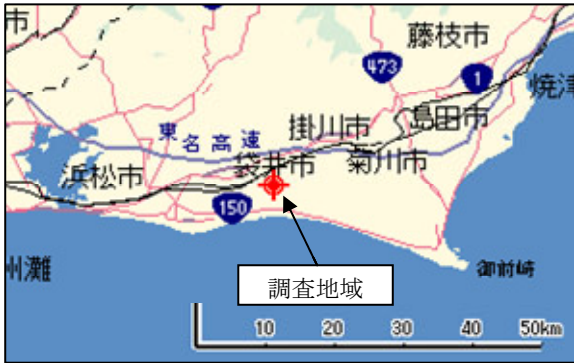 市
藤枝市
473
1
焼津
東名高速
掛川市
島田市
袋井市
菊川市
浜松市
150
州灘
御前崎
調査地域
10 20 30 40 50km